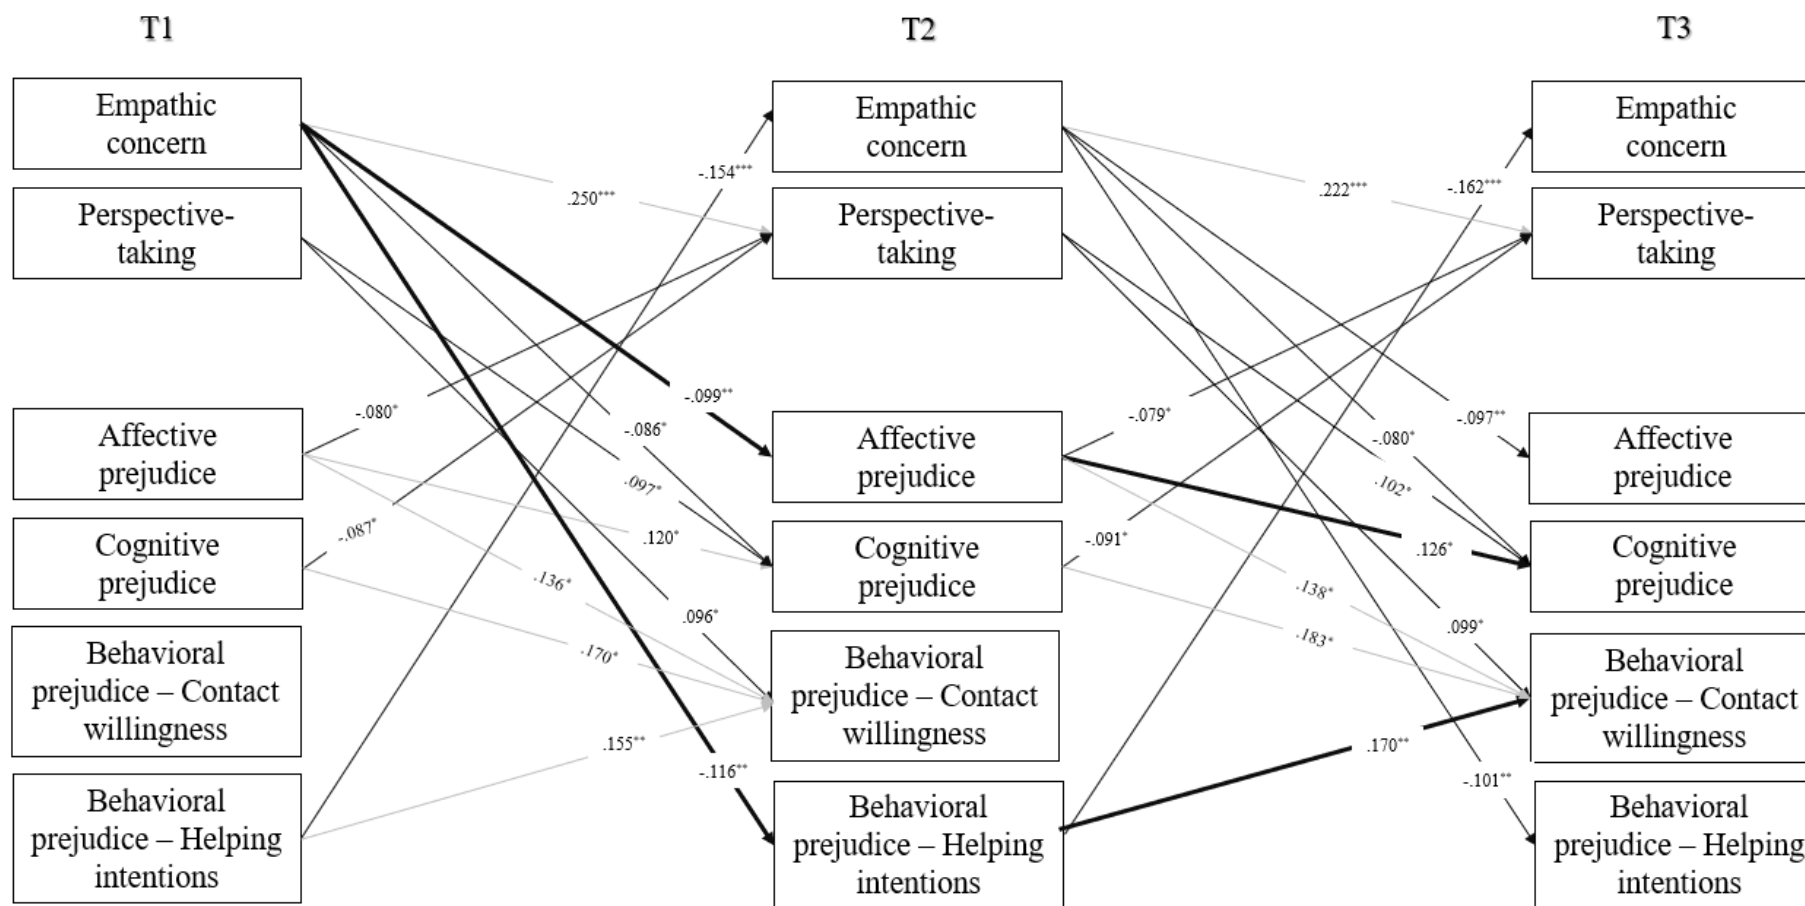 T1
T2
T3
Empathic
concern
Perspective-
taking
Affective
prejudice
Cognitive
prejudice
Behavioral
prejudice – Contact
willingness
Behavioral
prejudice – Helping
intentions
.250***
-.154***
-.099**
-.080*
-.086*
.097*
-.087*
.120*
.136*
.096*
.170*
.155**
-.116**
Empathic
concern
Perspective-
taking
Affective
prejudice
Cognitive
prejudice
Behavioral
prejudice – Contact
willingness
Behavioral
prejudice – Helping
intentions
.222***
-.162***
-.079*
-.097**
-.080*
.102*
-.091*
.126*
.138*
.099*
.183*
.170**
-.101**
Empathic
concern
Perspective-
taking
Affective
prejudice
Cognitive
prejudice
Behavioral
prejudice – Contact
willingness
Behavioral
prejudice – Helping
intentions